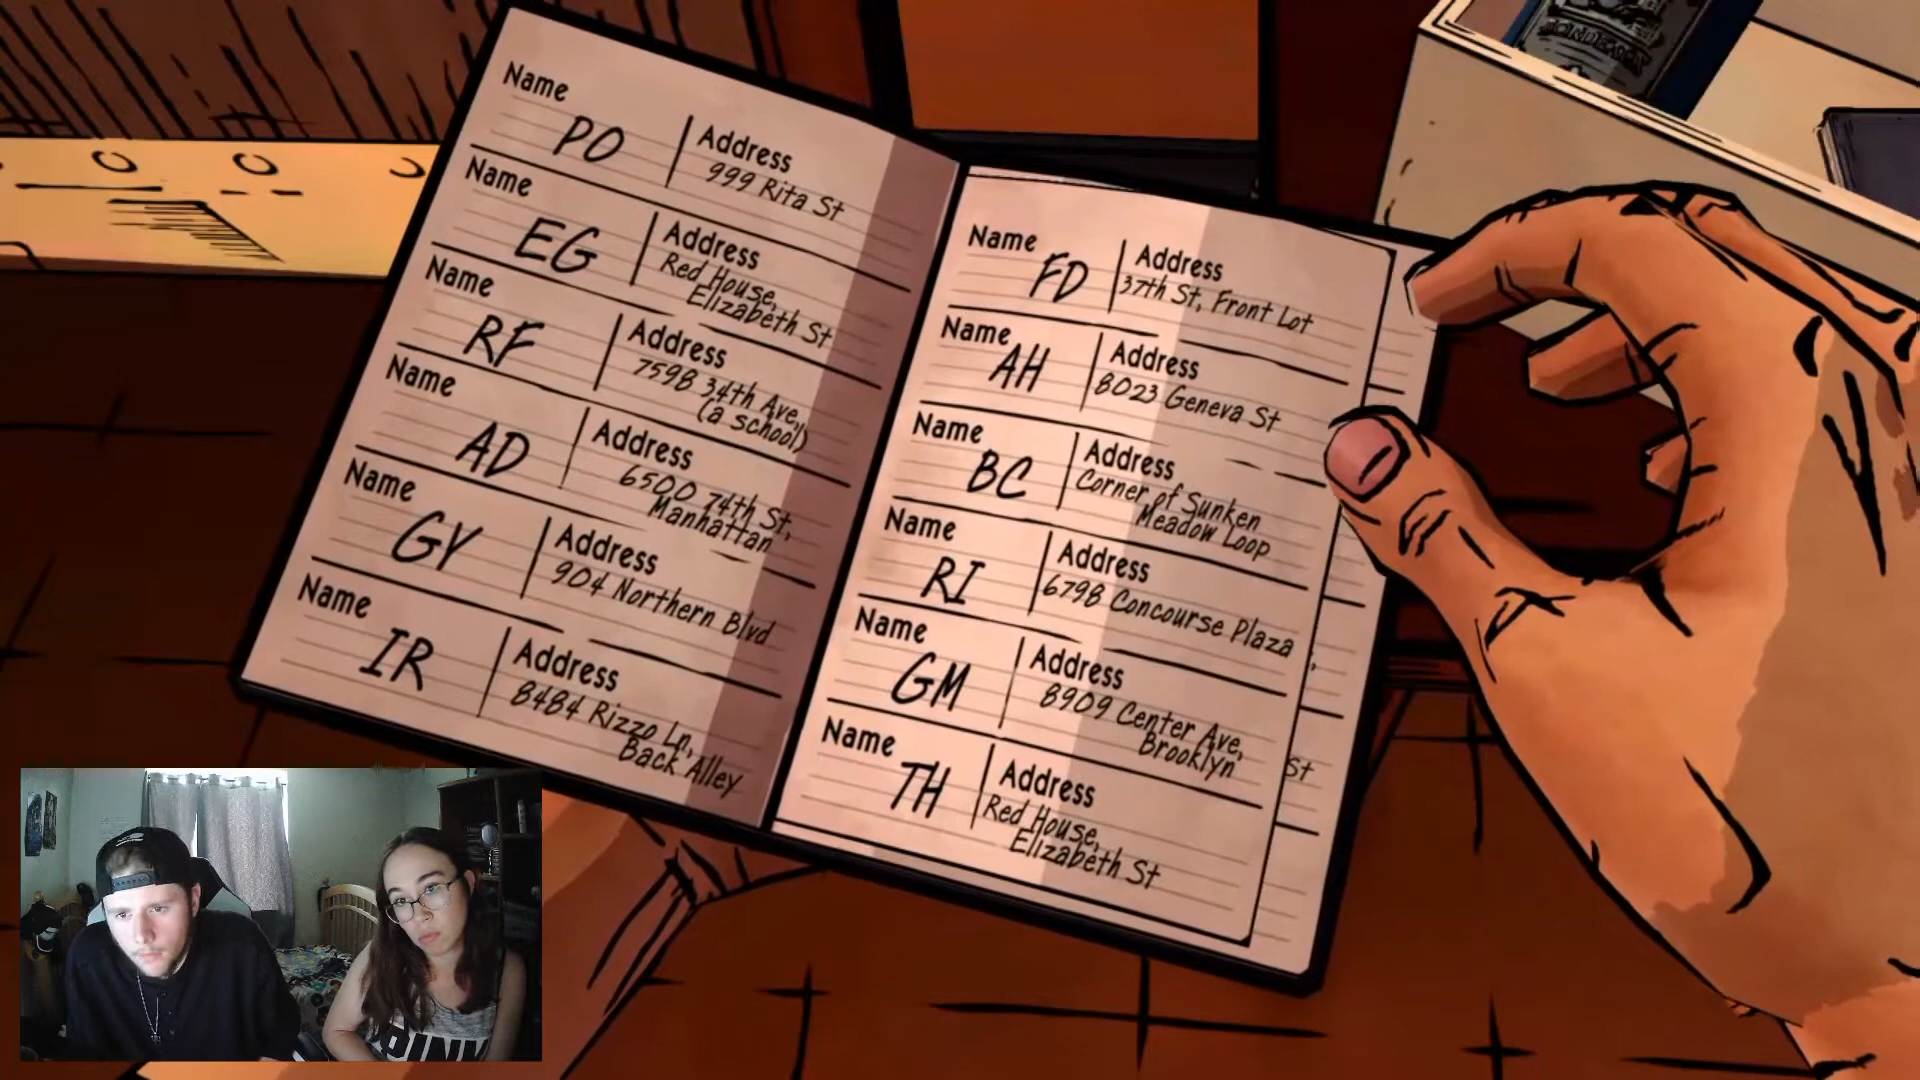 Name
PO
Address
999 Rita St
Name
EG
Address
Red House,
Elizabeth St
Name
RF
Address
759B 34th Ave,
(a school)
Name
AD
Address
6500 74th St,
Manhattan
Name
GY
Address
904 Northern Blvd
Name
IR
Address
8484 Rizzo Ln,
Back Alley
Name
FD
Address
37th St, Front Lot
Name
AH
Address
8023 Geneva St
Name
BC
Address
Corner of Sunken
Meadow Loop
Name
RI
Address
679B Concourse Plaza
Name
GM
Address
8909 Center Ave,
Brooklyn
Name
TH
Address
Red House,
Elizabeth St
St
PINK